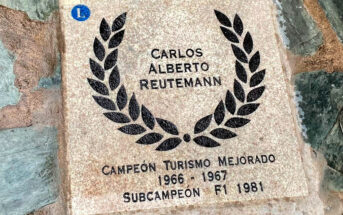 L
CARLOS
ALBERTO
REUTEMANN
CAMPEÓN TURISMO MEJORADO
1966 - 1967
SUBCAMPEÓN F1 1981